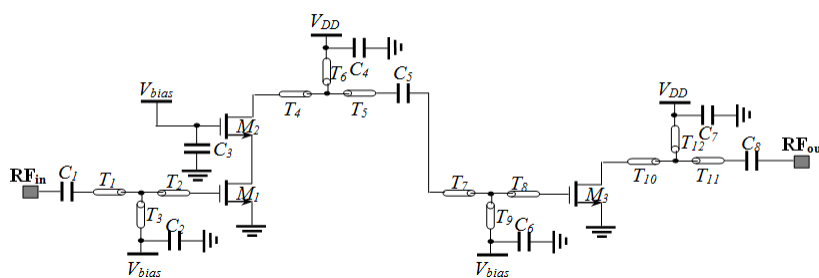 V_DD
T_6
C_4
C_5
V_bias
T_4
T_5
V_DD
C_7
M_2
T_12
C_8
C_3
RF_ou
RF_in
C_1
T_1
T_2
M_1
T_7
T_8
M_3
T_10
T_11
T_3
C_2
T_9
C_6
V_bias
V_bias